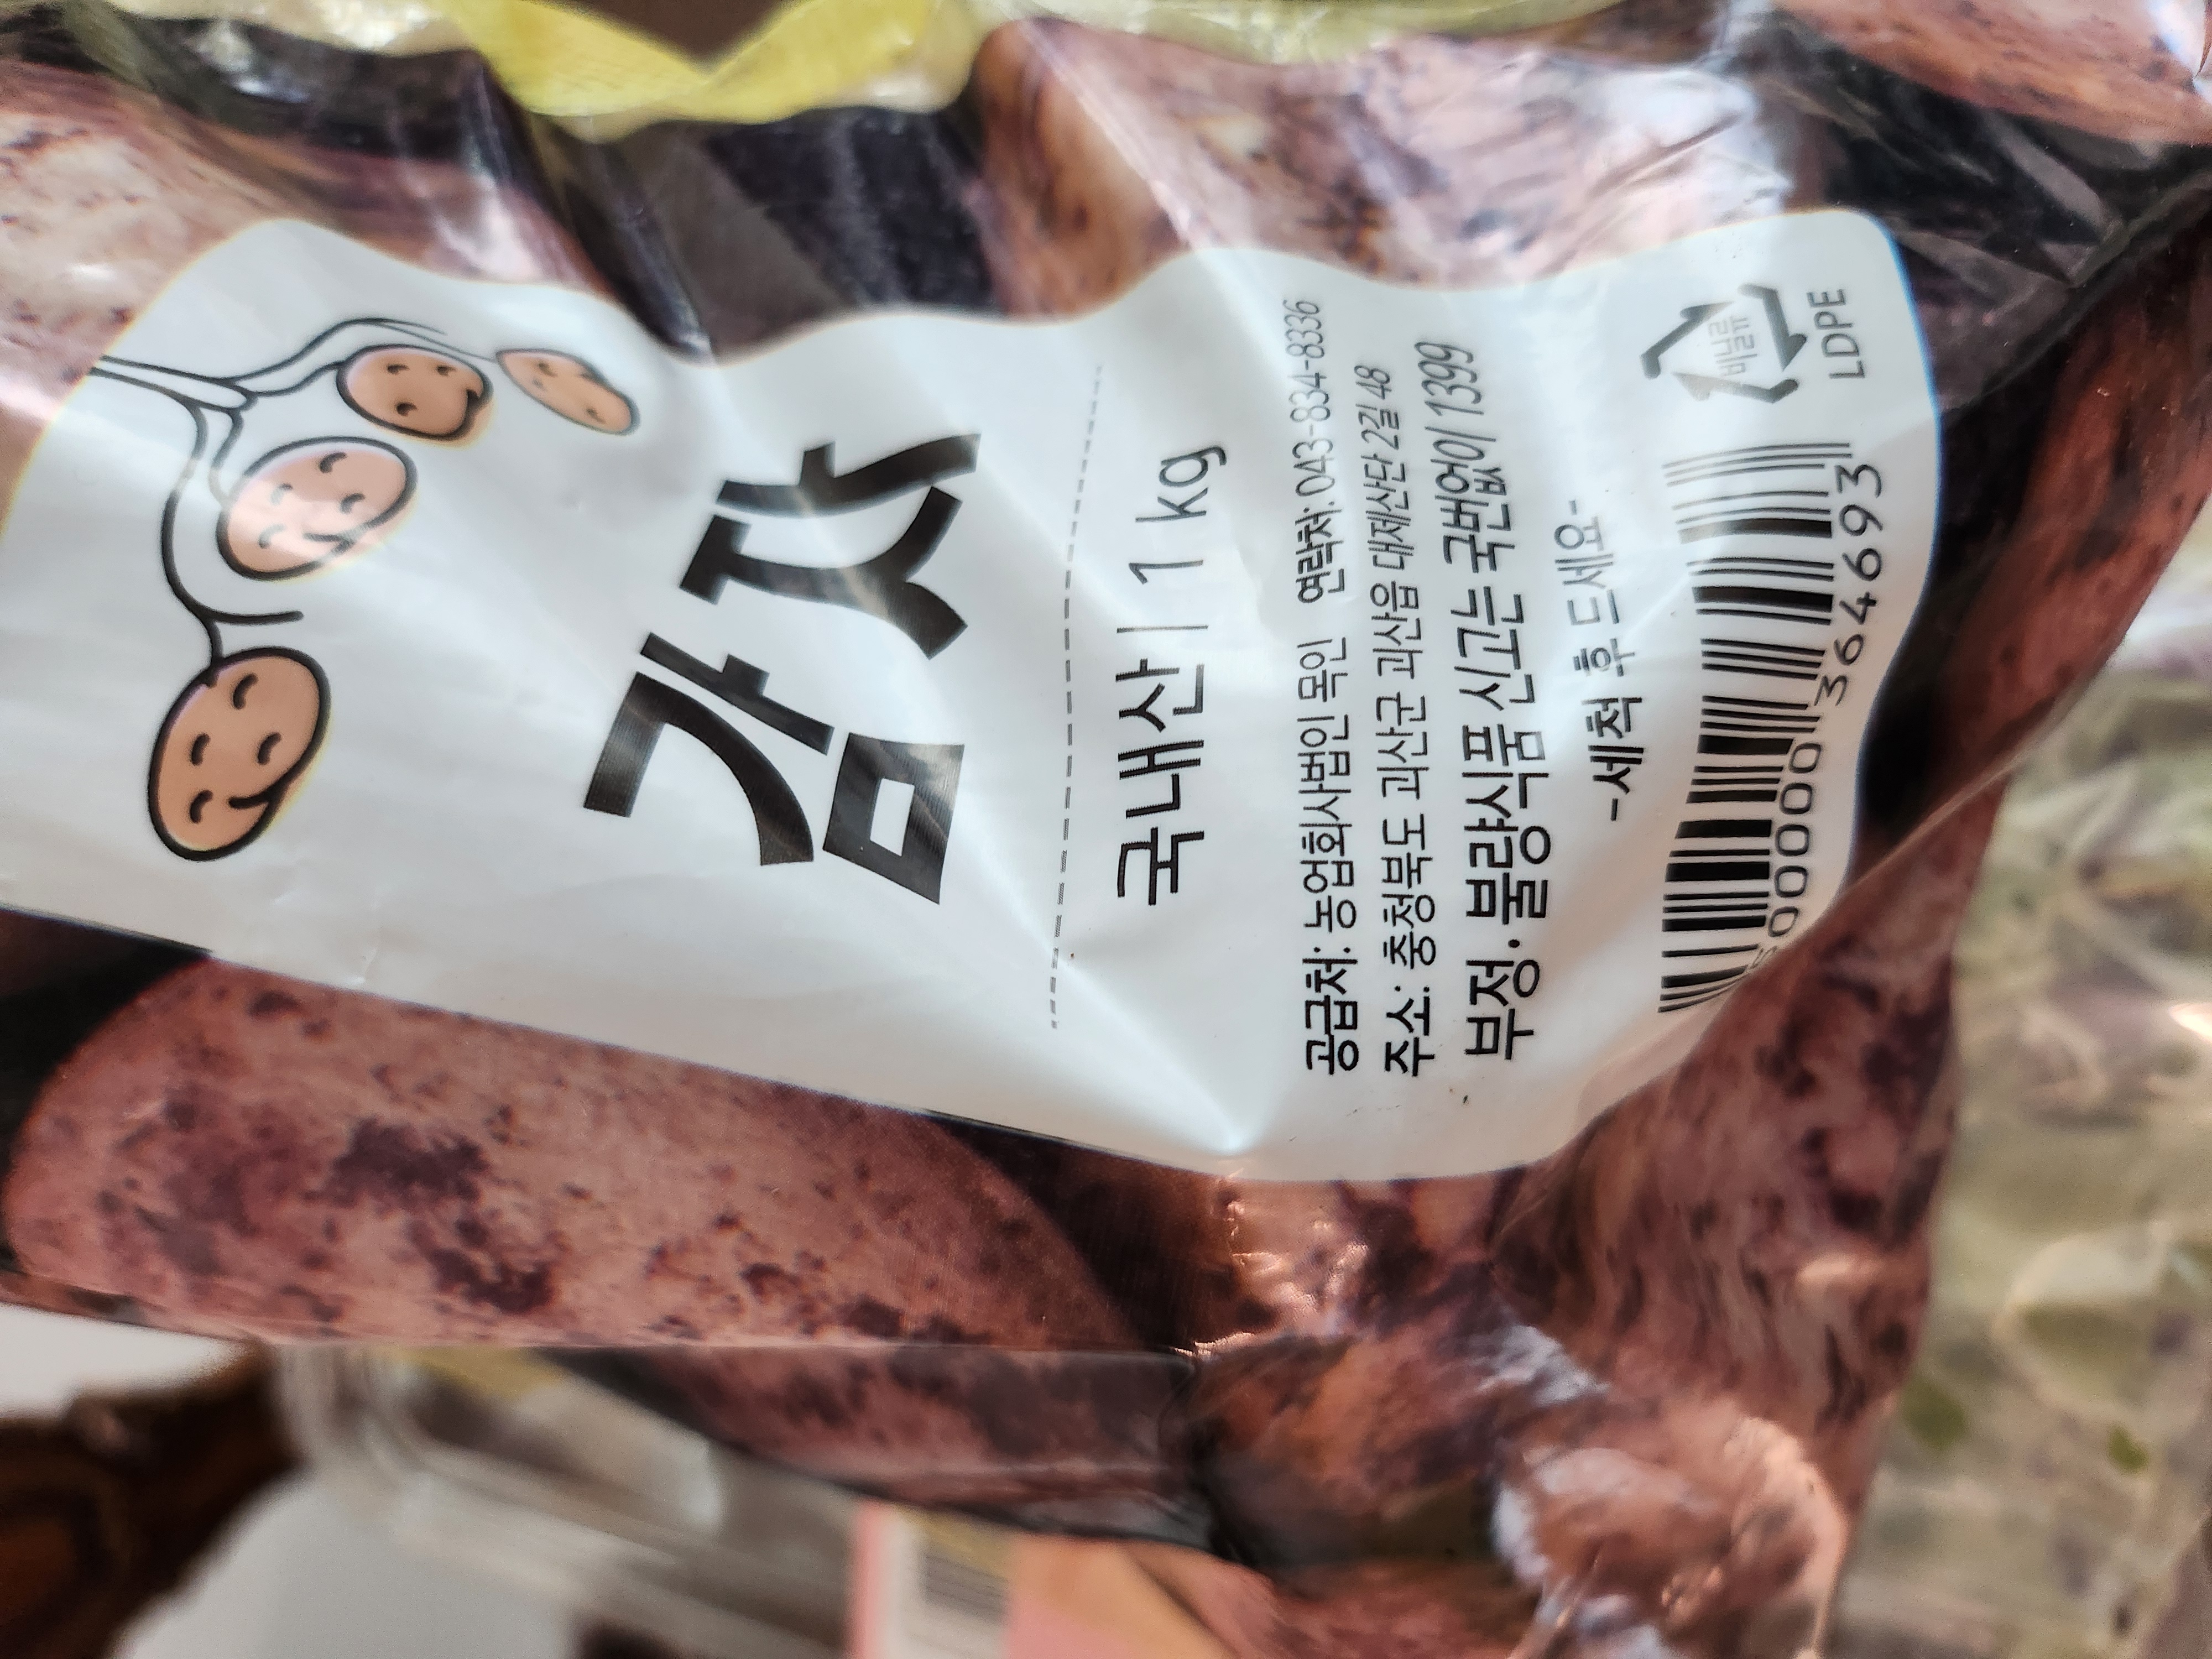 감자
국내산 | 1 kg
공급처: 농업회사법인 목인 연락처: 043-834-8336
주소: 충청북도 괴산군 괴산읍 대제산단 2길 48
부정·불량식품 신고는 국번없이 1399
-세척 후 드세요-
비닐류
LDPE
500000 364693